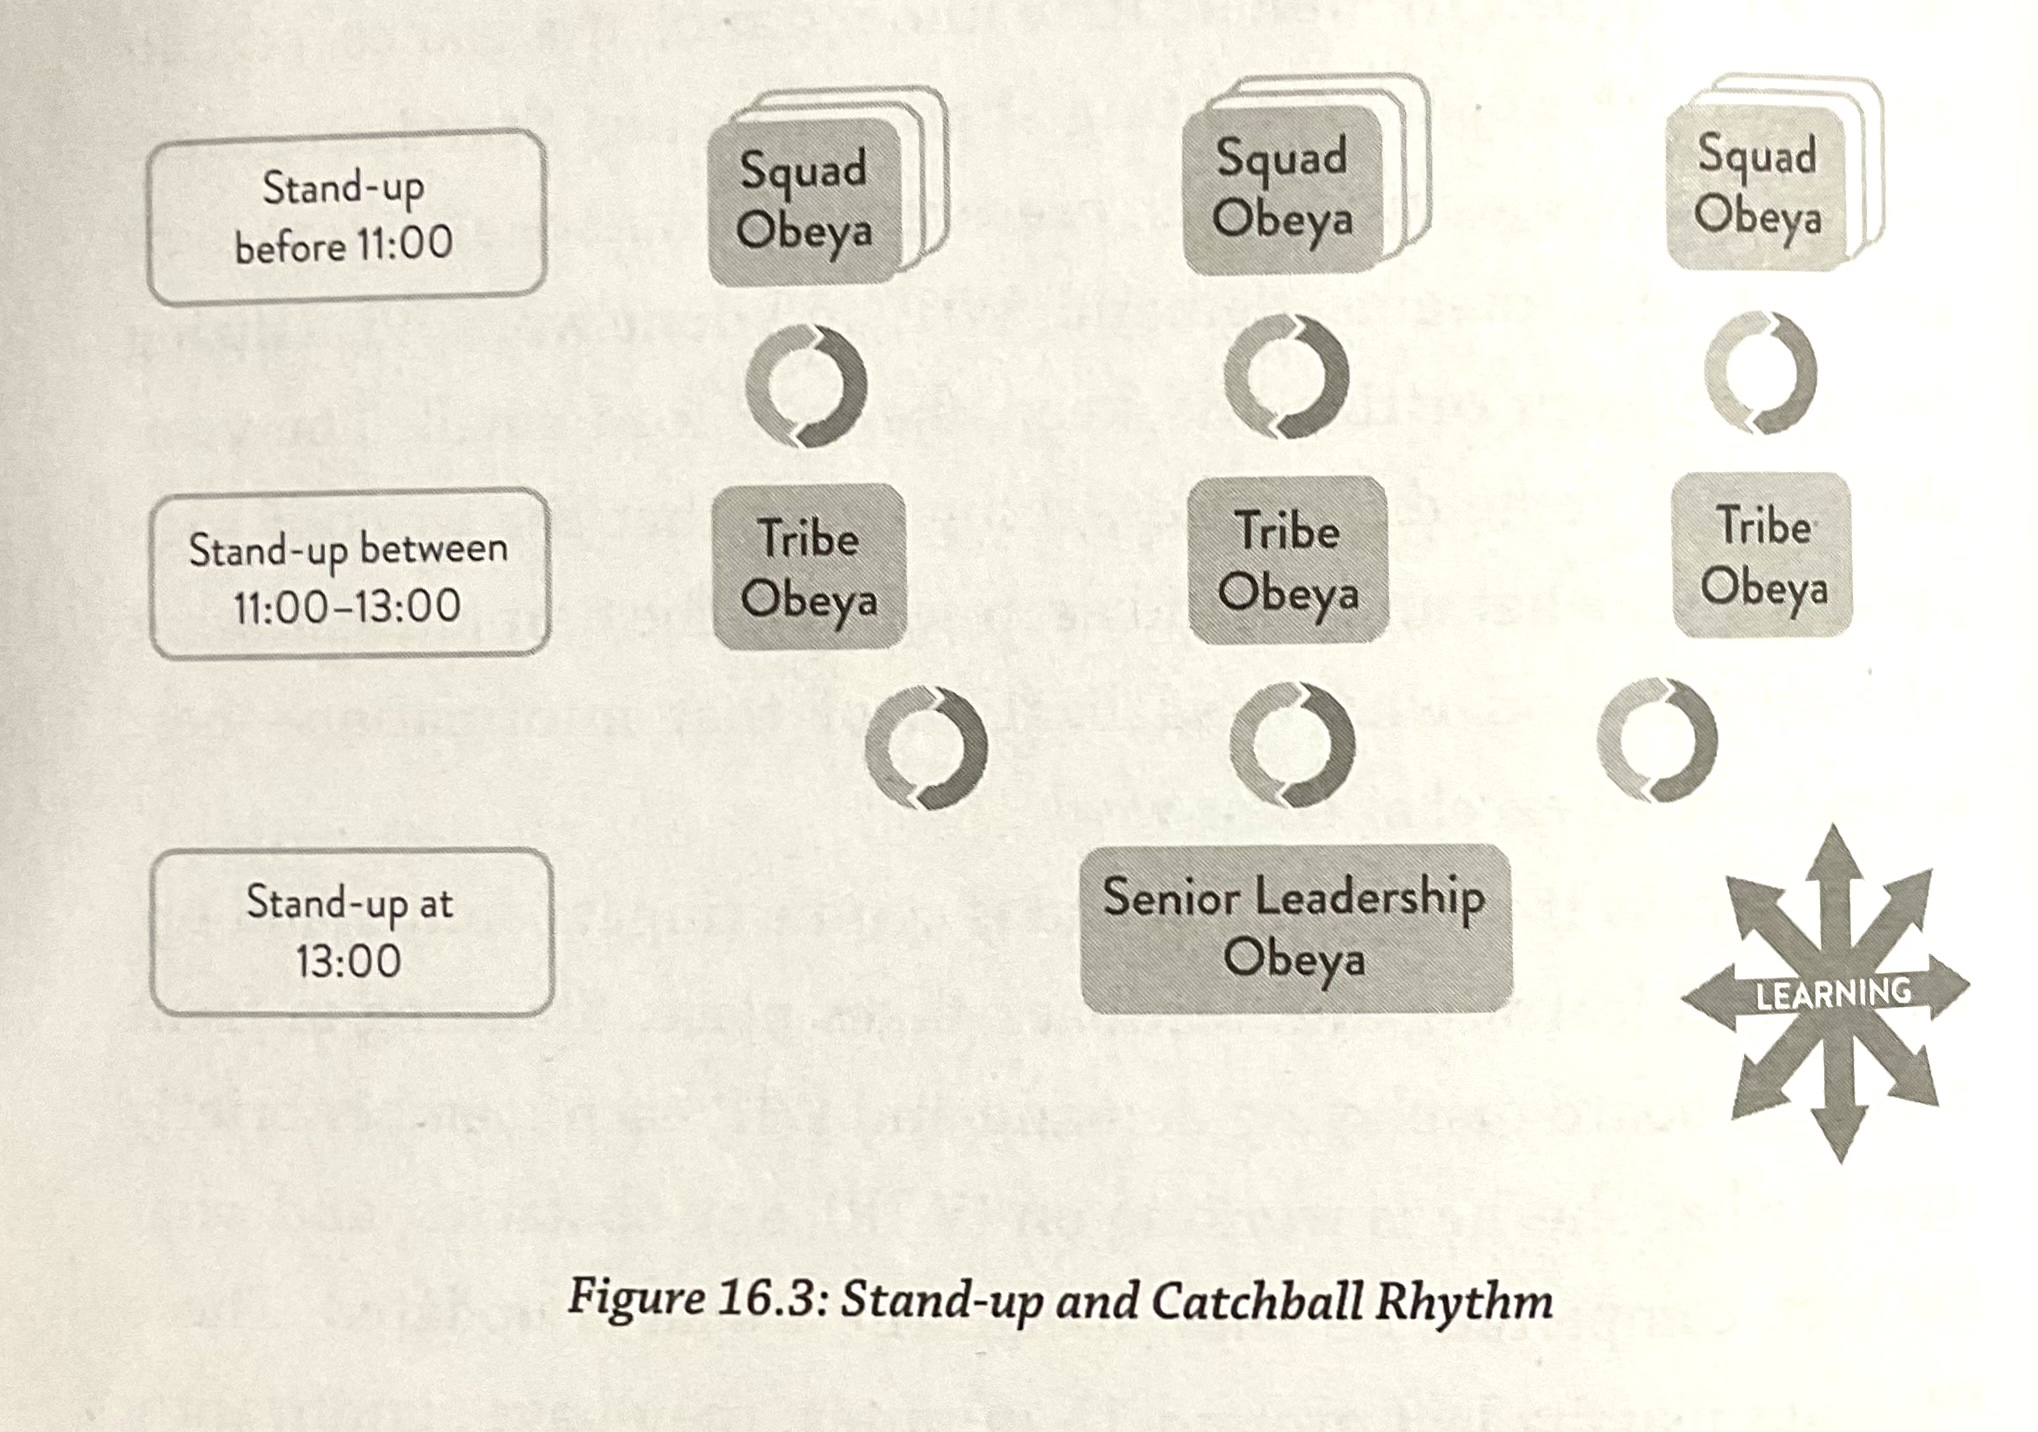 Stand-up
before 11:00
Squad
Obeya
Squad
Obeya
Squad
Obeya
Stand-up between
11:00–13:00
Tribe
Obeya
Tribe
Obeya
Tribe
Obeya
Stand-up at
13:00
Senior Leadership
Obeya
LEARNING
Figure 16.3: Stand-up and Catchball Rhythm